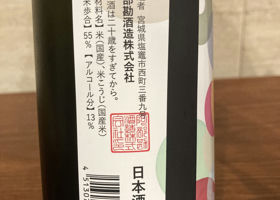 者 宮城県塩竈市西町三番九
部勘酒造株式会社
酒は二十歳をすぎてから。
材料名】米(国産)、米こうじ(国産米)
米歩合】55%【アルコール分】13%
日本酒
4 51307